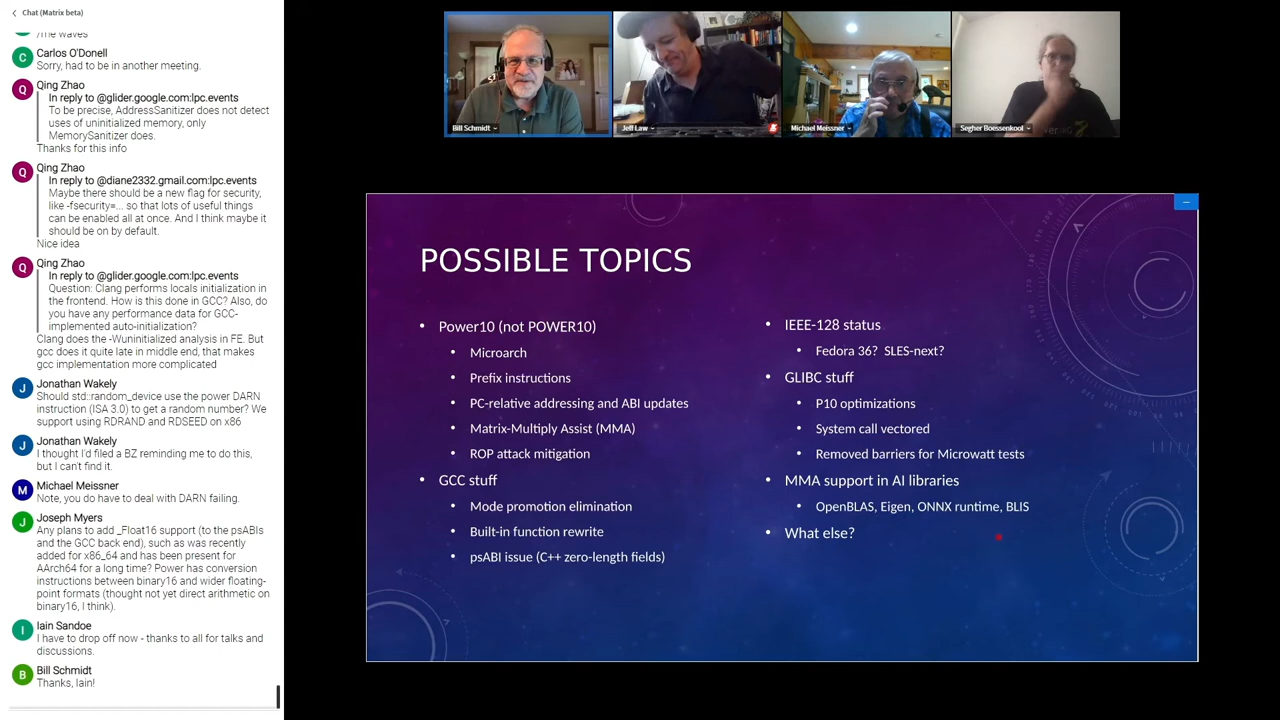 Chat (Matrix beta)
/me waves
C
Carlos O'Donell
Sorry, had to be in another meeting.
Q
Qing Zhao
In reply to @glider.google.com:lpc.events
To be precise, AddressSanitizer does not detect
uses of uninitialized memory, only
MemorySanitizer does.
Thanks for this info
Q
Qing Zhao
In reply to @diane2332.gmail.com:lpc.events
Maybe there should be a new flag for security,
like -fsecurity=... so that lots of useful things
can be enabled all at once. And I think maybe it
should be on by default.
Nice idea
Q
Qing Zhao
In reply to @glider.google.com:lpc.events
Question: Clang performs locals initialization in
the frontend. How is this done in GCC? Also, do
you have any performance data for GCC-
implemented auto-initialization?
Clang does the -Wuninitialized analysis in FE. But
gcc does it quite late in middle end, that makes
gcc implementation more complicated
J
Jonathan Wakely
Should std::random_device use the power DARN
instruction (ISA 3.0) to get a random number? We
support using RDRAND and RDSEED on x86
J
Jonathan Wakely
I thought I'd filed a BZ reminding me to do this,
but I can't find it.
M
Michael Meissner
Note, you do have to deal with DARN failing.
J
Joseph Myers
Any plans to add _Float16 support (to the psABIs
and the GCC back end), such as was recently
added for x86_64 and has been present for
AArch64 for a long time? Power has conversion
instructions between binary16 and wider floating-
point formats (thought not yet direct arithmetic on
binary16, I think).
I
Iain Sandoe
I have to drop off now - thanks to all for talks and
discussions.
B
Bill Schmidt
Thanks, Iain!
Bill Schmidt
Jeff Law
Michael Meissner
Segher Boessenkool
POSSIBLE TOPICS
• Power10 (not POWER10)
• Microarch
• Prefix instructions
• PC-relative addressing and ABI updates
• Matrix-Multiply Assist (MMA)
• ROP attack mitigation
• GCC stuff
• Mode promotion elimination
• Built-in function rewrite
• psABI issue (C++ zero-length fields)
• IEEE-128 status
• Fedora 36? SLES-next?
• GLIBC stuff
• P10 optimizations
• System call vectored
• Removed barriers for Microwatt tests
• MMA support in AI libraries
• OpenBLAS, Eigen, ONNX runtime, BLIS
• What else?